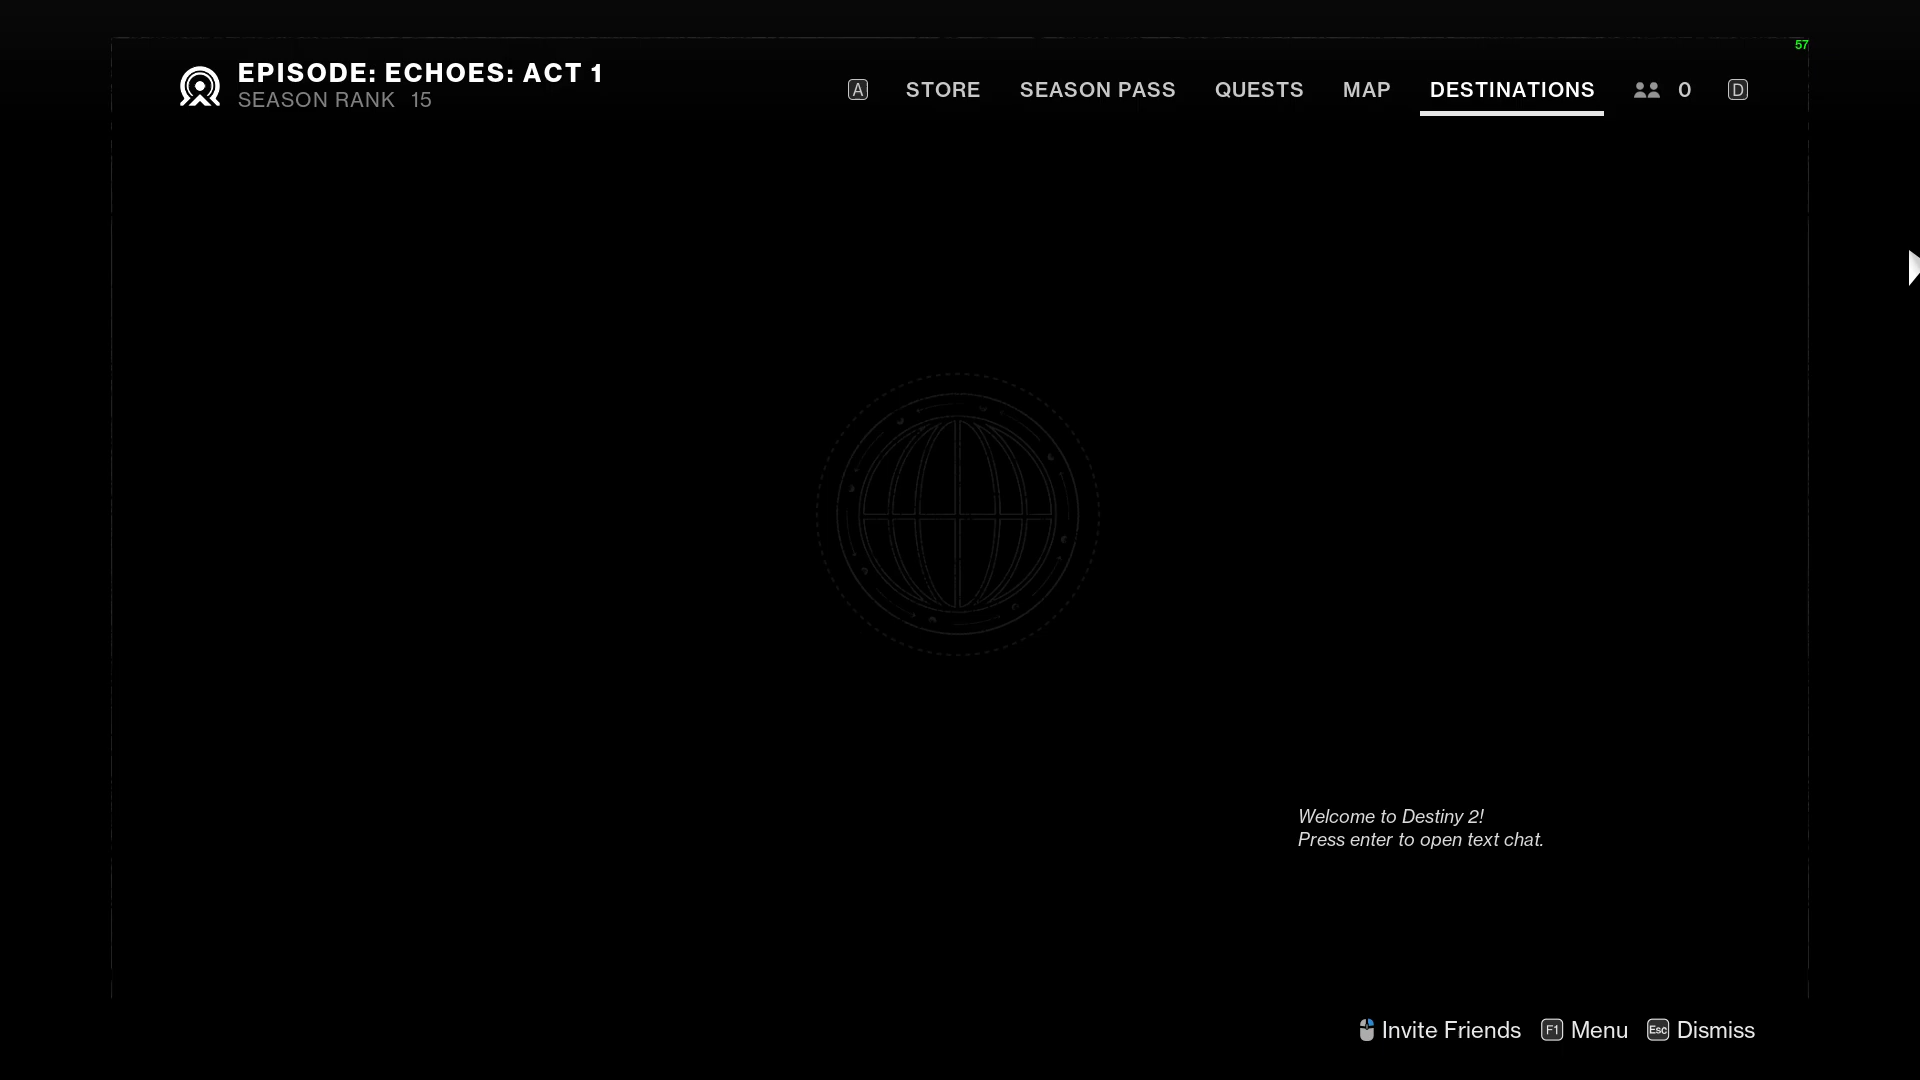 57
EPISODE: ECHOES: ACT 1
SEASON RANK 15
A STORE SEASON PASS QUESTS MAP DESTINATIONS 0 D
Welcome to Destiny 2!
Press enter to open text chat.
Invite Friends F1 Menu Esc Dismiss